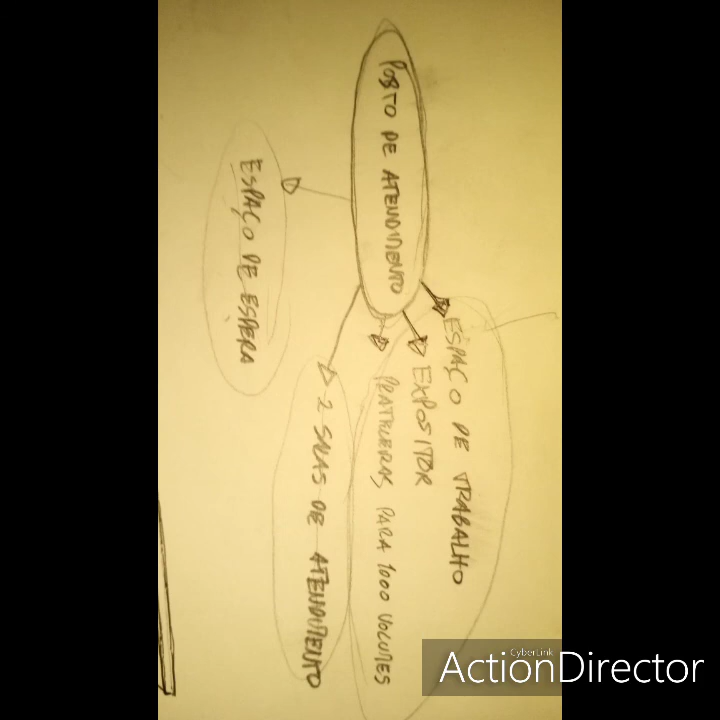 POSTO DE ATENDIMENTO
ESPAÇO DE TRABALHO
EXPOSITOR
PRATELEIRAS PARA 1000 VOLUMES
2 SALAS DE ATENDIMENTO
ESPAÇO DE ESPERA
CyberLink
ActionDirector